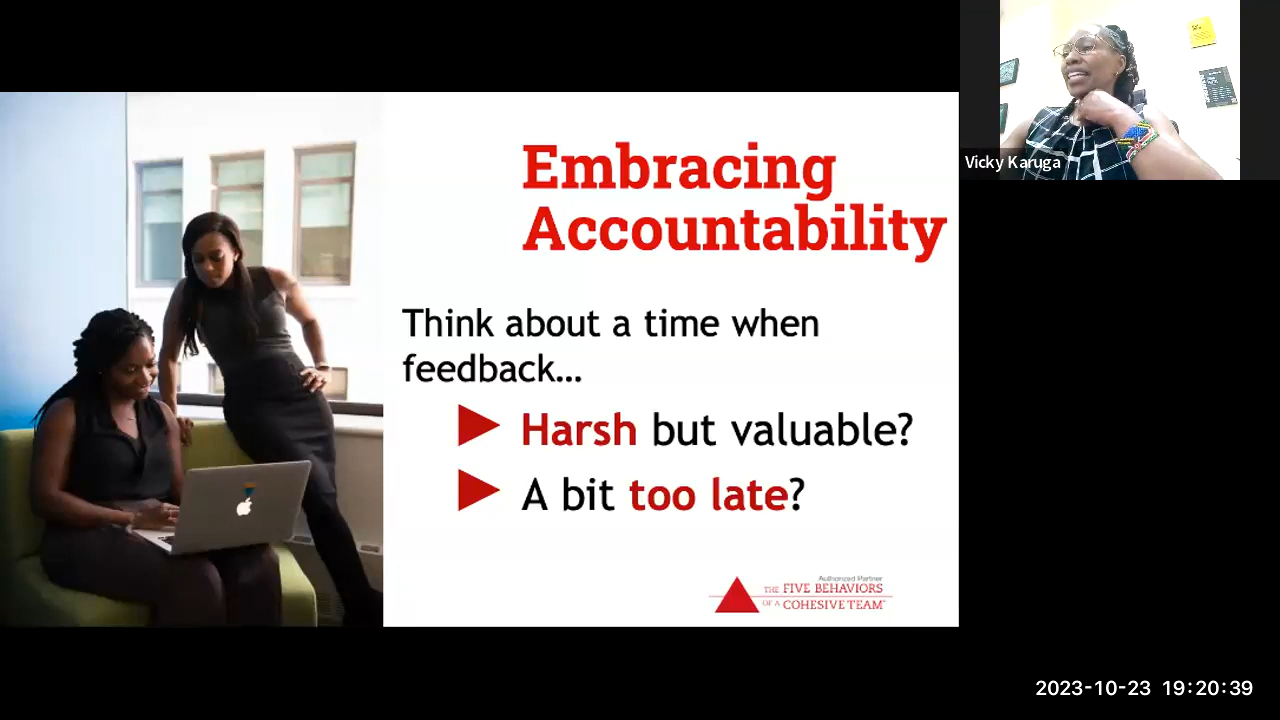 Vicky Karuga
Embracing
Accountability
Think about a time when
feedback...
Harsh but valuable?
A bit too late?
Authorized Partner
THE FIVE BEHAVIORS
OF A COHESIVE TEAM™
2023-10-23 19:20:39